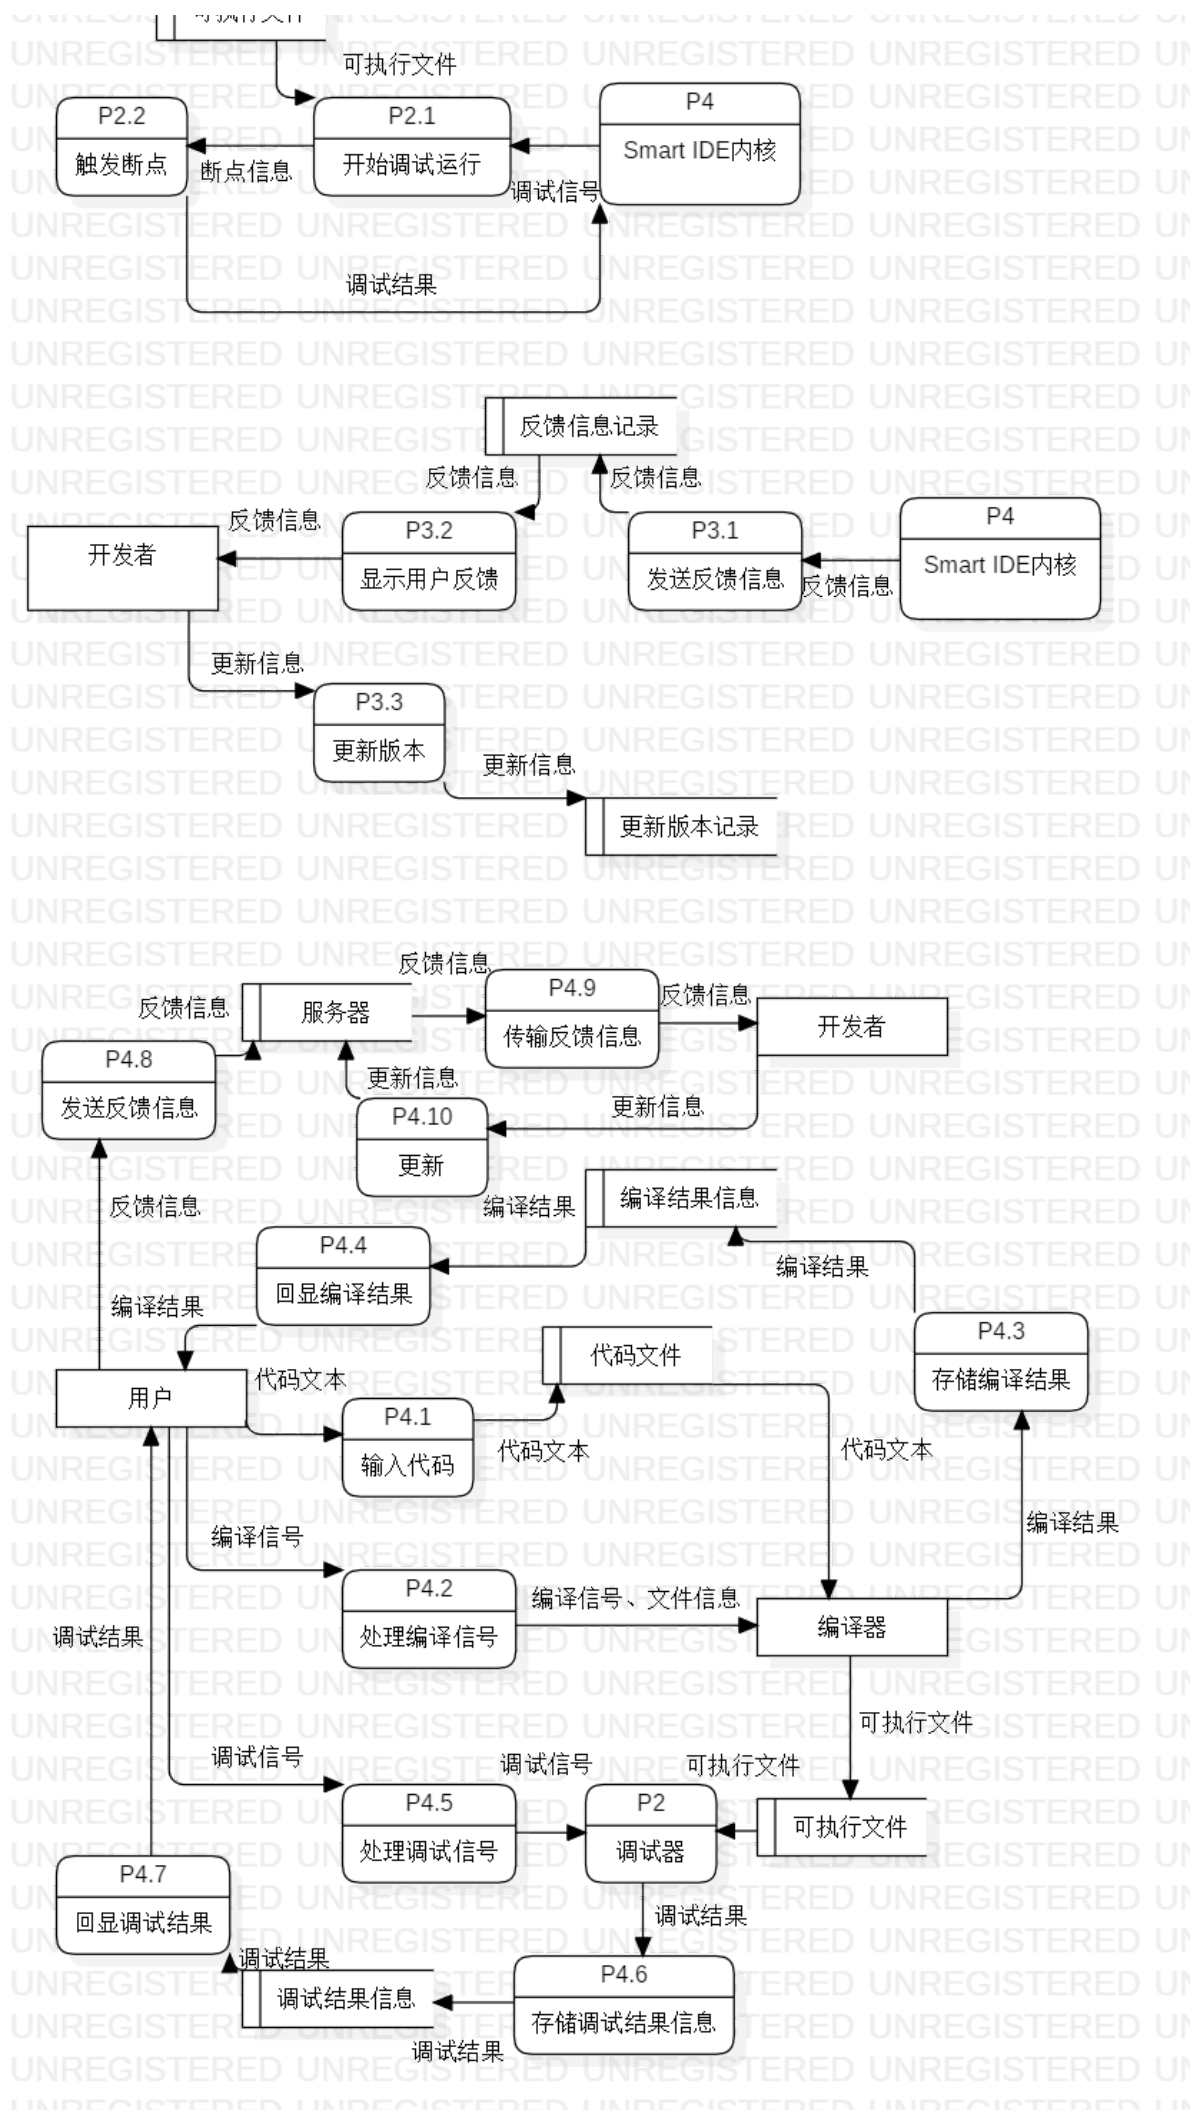 可执行文件
可执行文件
P2.2
触发断点
断点信息
P2.1
开始调试运行
调试信号
P4
Smart IDE内核
调试结果
反馈信息记录
反馈信息
反馈信息
反馈信息
开发者
P3.2
显示用户反馈
P3.1
发送反馈信息
反馈信息
P4
Smart IDE内核
更新信息
P3.3
更新版本
更新信息
更新版本记录
反馈信息
反馈信息
服务器
P4.9
传输反馈信息
反馈信息
开发者
P4.8
发送反馈信息
更新信息
P4.10
更新
更新信息
反馈信息
编译结果
编译结果信息
P4.4
回显编译结果
编译结果
编译结果
P4.3
存储编译结果
代码文件
用户
代码文本
P4.1
输入代码
代码文本
代码文本
编译结果
编译信号
P4.2
处理编译信号
编译信号、文件信息
编译器
调试结果
可执行文件
调试信号
调试信号
可执行文件
P4.5
处理调试信号
P2
调试器
可执行文件
P4.7
回显调试结果
调试结果
调试结果
调试结果信息
P4.6
存储调试结果信息
调试结果
UNREGISTERED